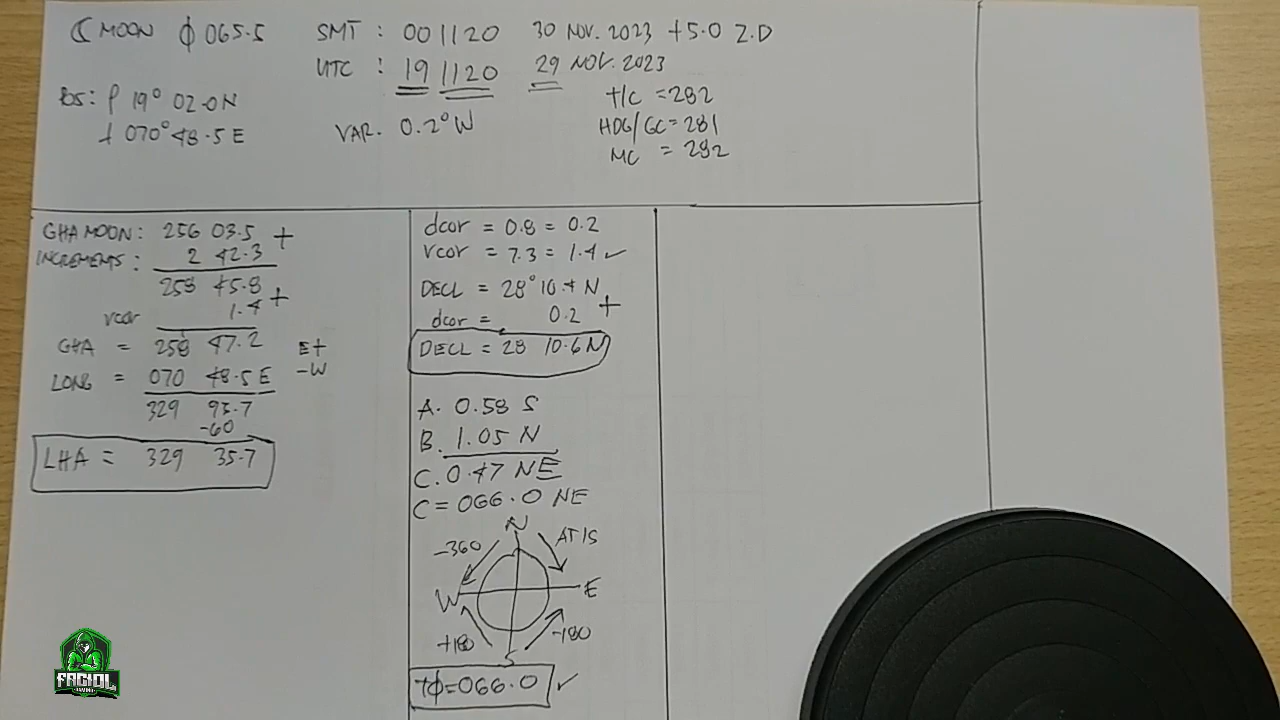 ☾ MOON ϕ 065.5 SMT : 001120 30 NOV. 2023 +5.0 Z.D
UTC : 19 1120 29 NOV. 2023
DS: ρ 19° 02.0N
λ 070° 48.5 E
VAR. 0.2° W
T/C = 282
HDG/GC = 281
MC = 282
GHA MOON: 256 03.5 +
INCREMENTS: 2 42.3
258 45.8
vcor 1.4 +
GHA = 258 47.2
LONG = 070 48.5 E
E+
-W
329 95.7
-60
LHA = 329 35.7
dcor = 0.8 = 0.2
vcor = 7.3 = 1.4 ✓
DECL = 28° 10.4 N
dcor = 0.2 +
DECL = 28 10.6 N
A. 0.58 S
B. 1.05 N
C. 0.47 NE
C = 066.0 NE
N
-360
AT IS
W
E
+180
-180
S
Tϕ = 066.0 ✓
FAGIOL